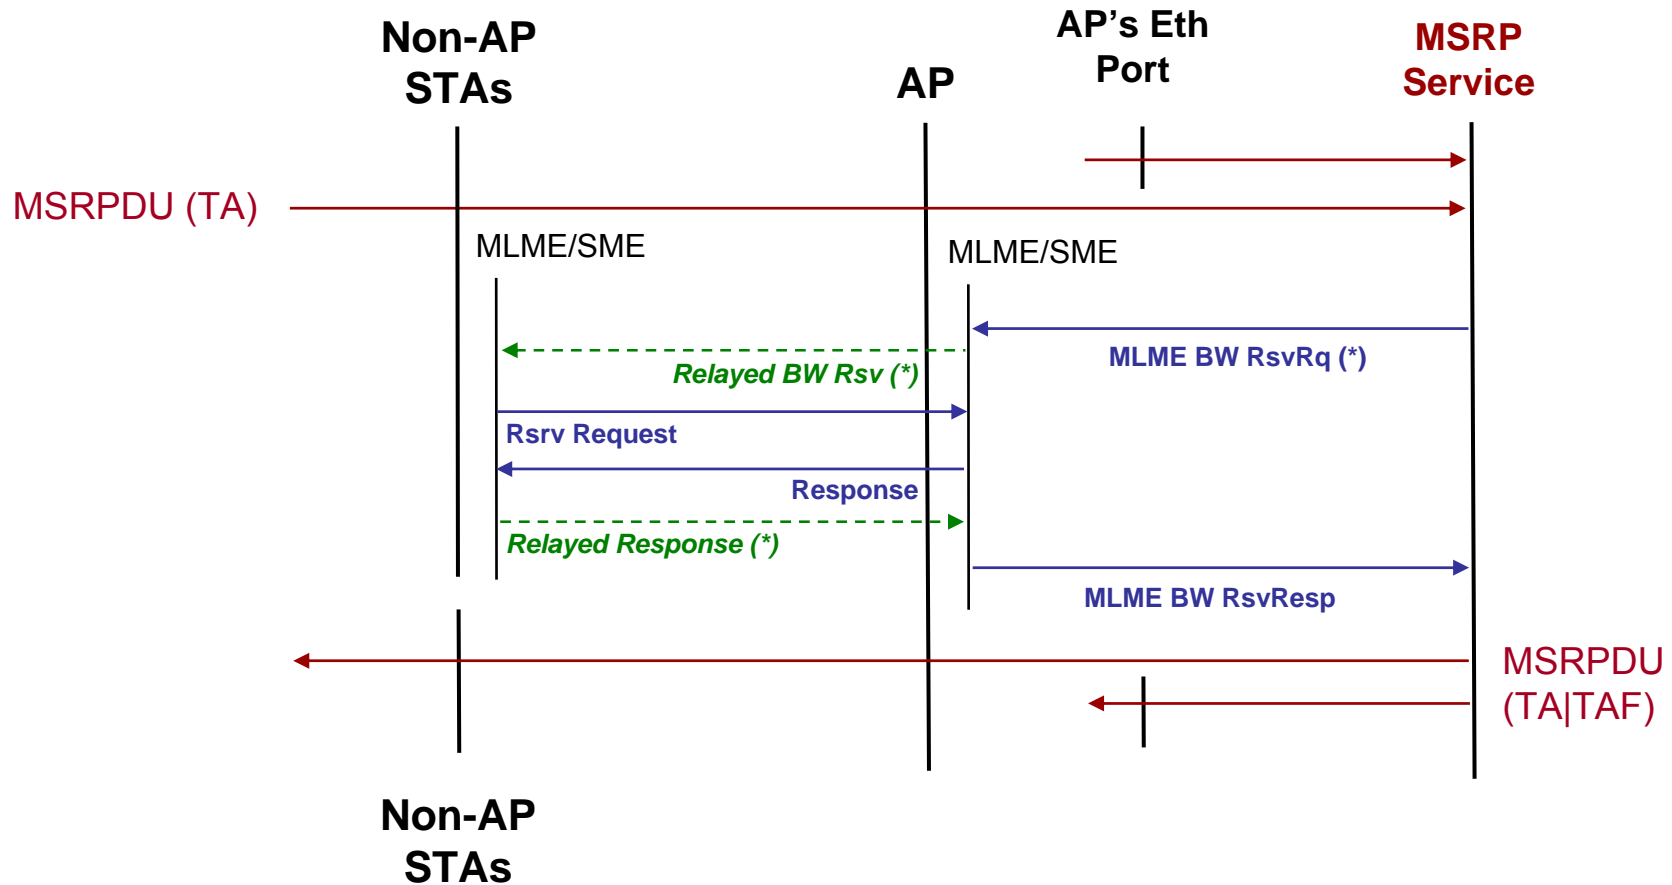 Non-AP
STAs
AP
AP's Eth
Port
MSRP
Service
MSRPDU (TA)
MLME/SME
MLME/SME
MLME BW RsvRq (*)
Relayed BW Rsv (*)
Rsrv Request
Response
Relayed Response (*)
MLME BW RsvResp
MSRPDU
(TA|TAF)
Non-AP
STAs